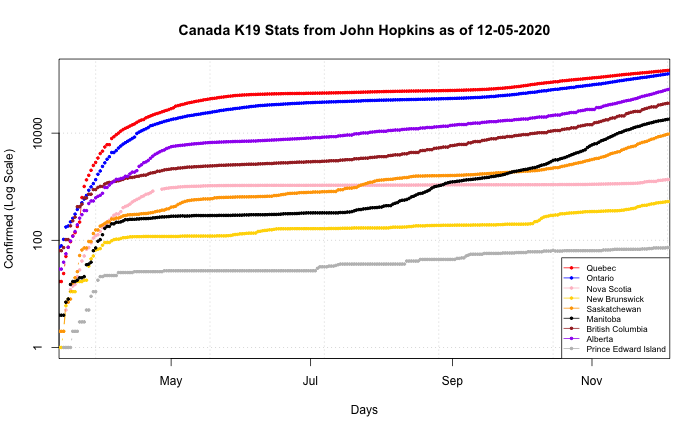 Canada K19 Stats from John Hopkins as of 12-05-2020
Confirmed (Log Scale)
10000
100
1
May
Jul
Sep
Nov
Days
Quebec
Ontario
Nova Scotia
New Brunswick
Saskatchewan
Manitoba
British Columbia
Alberta
Prince Edward Island